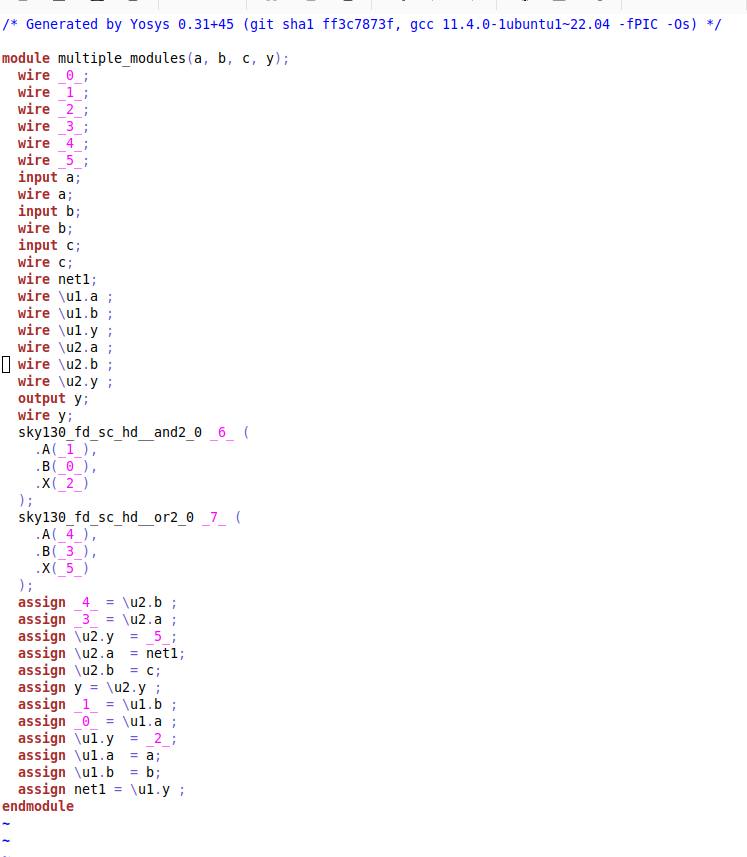 /* Generated by Yosys 0.31+45 (git sha1 ff3c7873f, gcc 11.4.0-1ubuntu1~22.04 -fPIC -Os) */

module multiple_modules(a, b, c, y);
  wire _0_;
  wire _1_;
  wire _2_;
  wire _3_;
  wire _4_;
  wire _5_;
  input a;
  wire a;
  input b;
  wire b;
  input c;
  wire c;
  wire net1;
  wire \u1.a ;
  wire \u1.b ;
  wire \u1.y ;
  wire \u2.a ;
  wire \u2.b ;
  wire \u2.y ;
  output y;
  wire y;
  sky130_fd_sc_hd__and2_0 _6_ (
    .A(_1_),
    .B(_0_),
    .X(_2_)
  );
  sky130_fd_sc_hd__or2_0 _7_ (
    .A(_4_),
    .B(_3_),
    .X(_5_)
  );
  assign _4_ = \u2.b ;
  assign _3_ = \u2.a ;
  assign \u2.y  = _5_;
  assign \u2.a  = net1;
  assign \u2.b  = c;
  assign y = \u2.y ;
  assign _1_ = \u1.b ;
  assign _0_ = \u1.a ;
  assign \u1.y  = _2_;
  assign \u1.a  = a;
  assign \u1.b  = b;
  assign net1 = \u1.y ;
endmodule
~
~